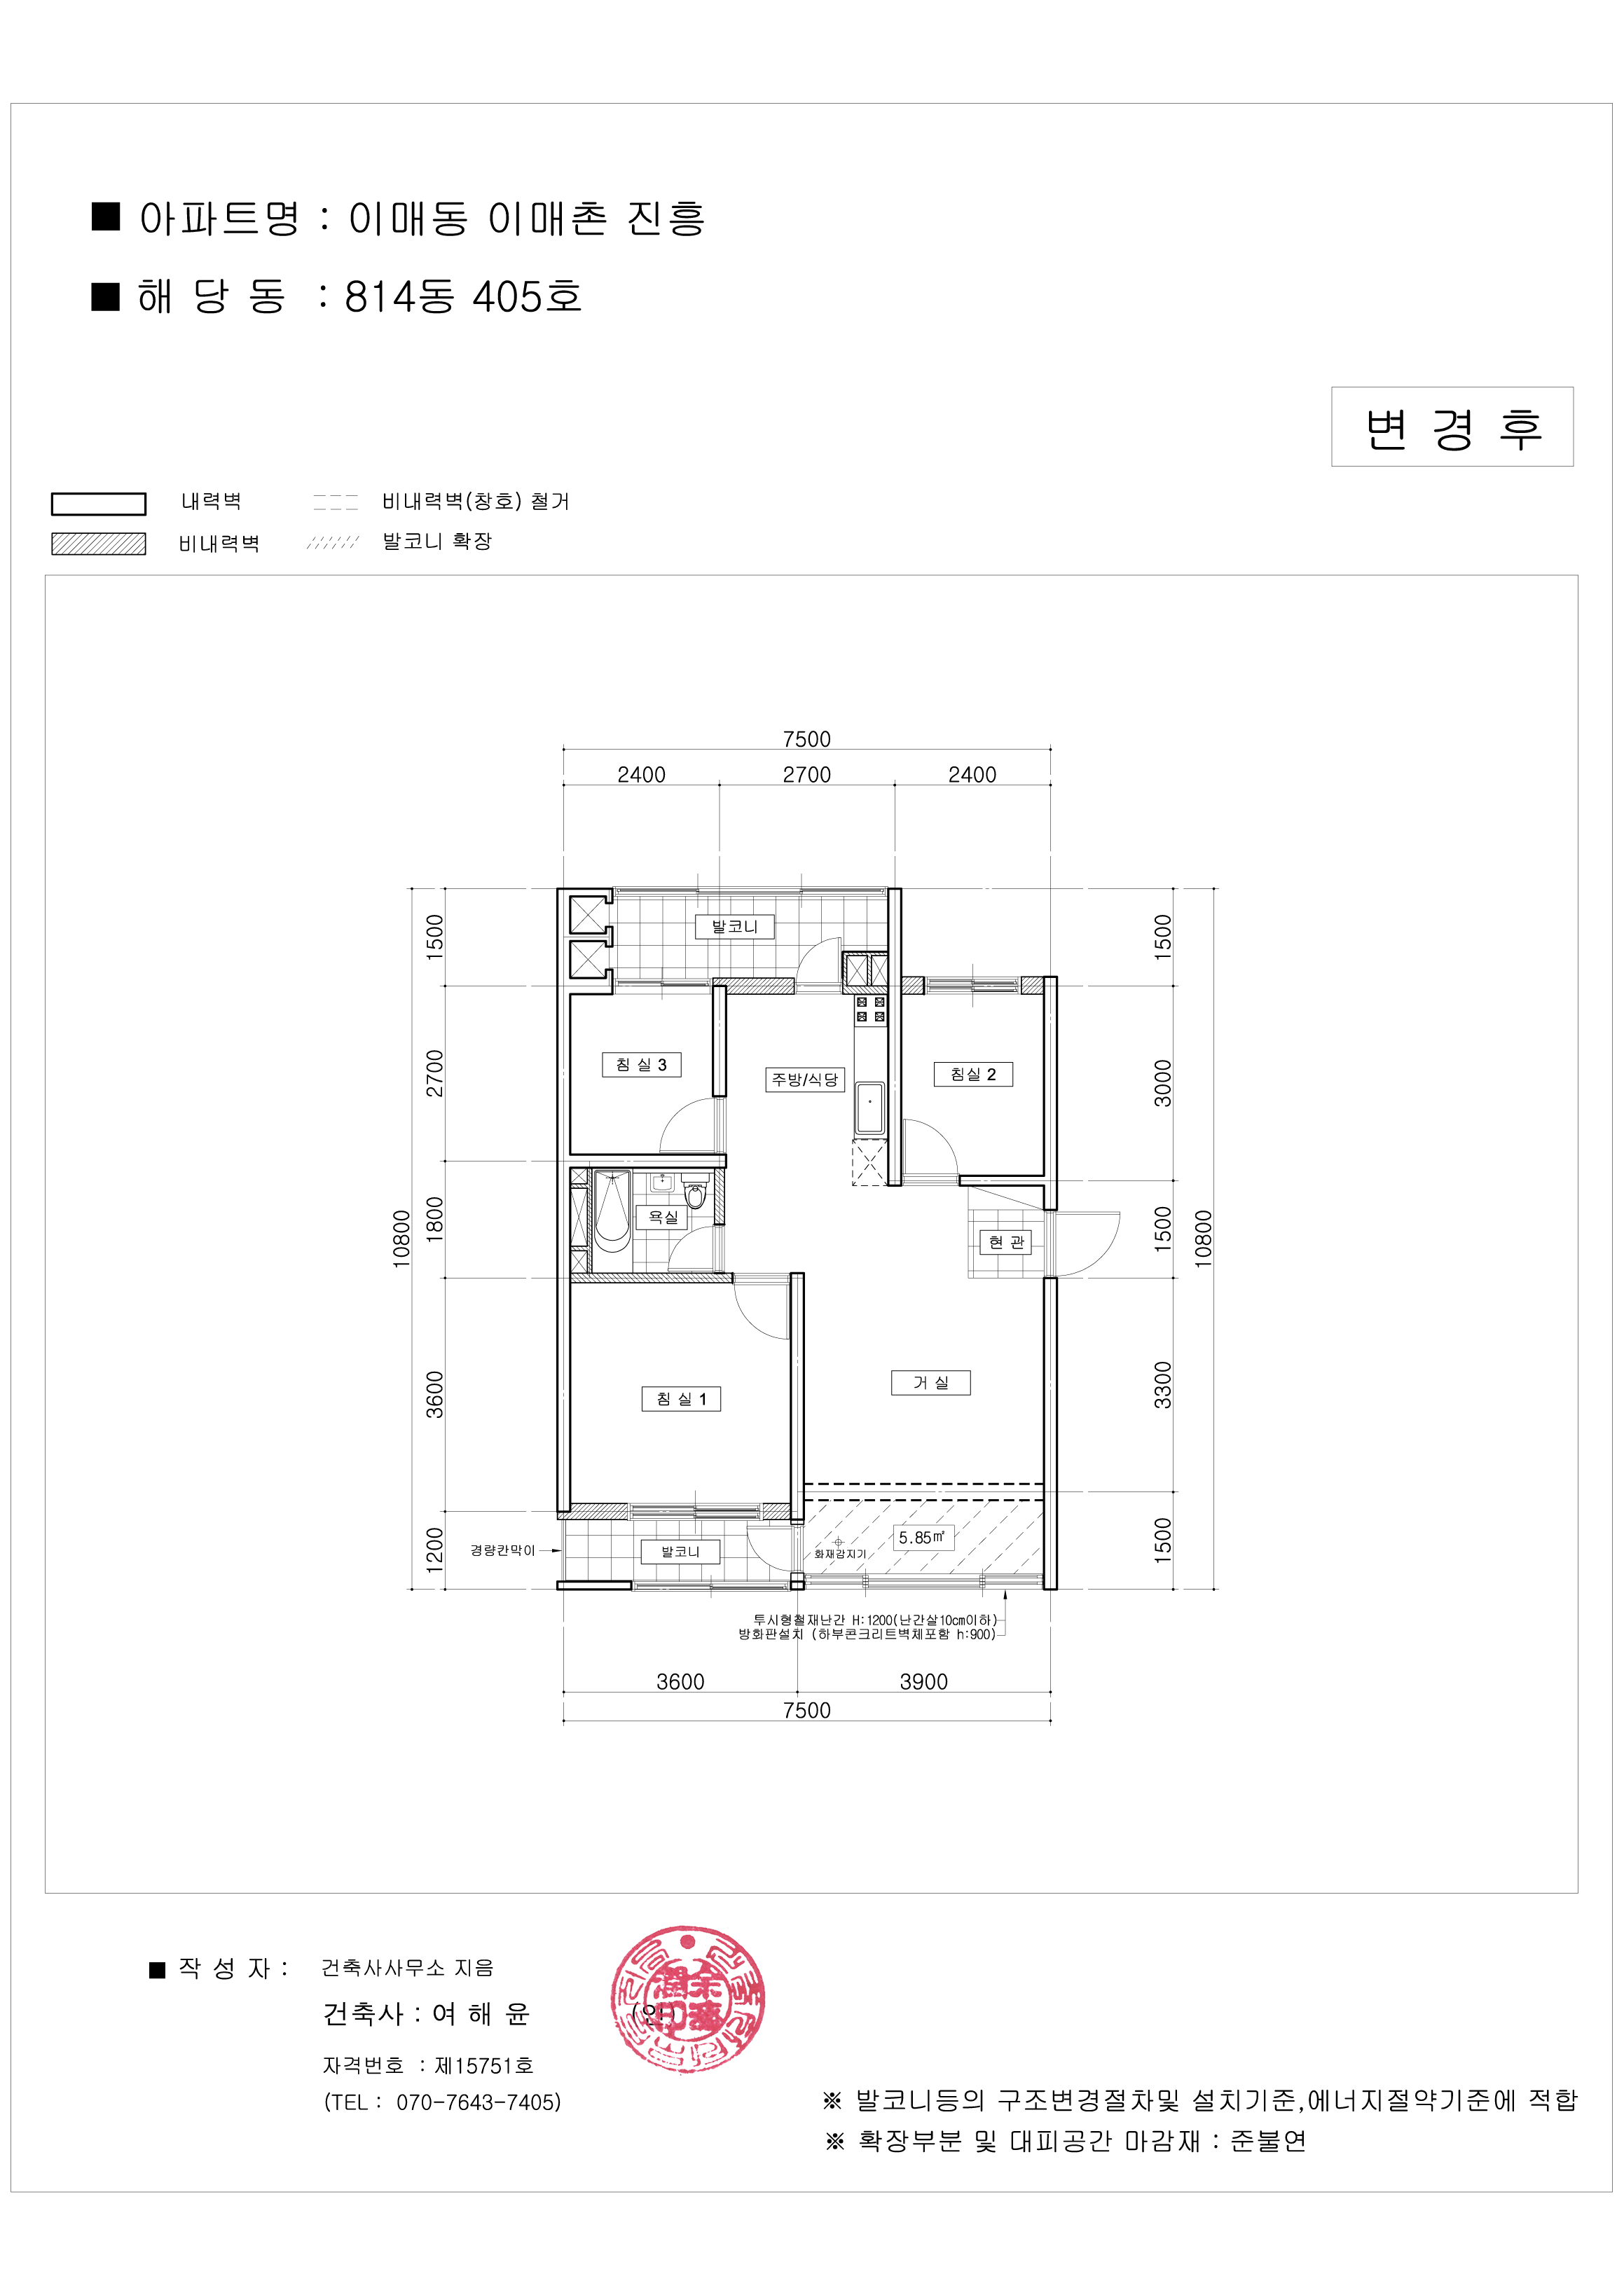 ■ 아파트명 : 이매동 이매촌 진흥
■ 해 당 동 : 814동 405호
변 경 후
내력벽
비내력벽(창호) 철거
비내력벽
발코니 확장
7500
2400 2700 2400
1500
2700
1800
3600
1200
10800
1500
3000
1500
3300
1500
10800
발코니
침 실 3
주방/식당
침실 2
욕실
현 관
거 실
침 실 1
경량칸막이
발코니
화재감지기
5.85㎡
투시형철재난간 H:1200(난간살10cm이하)
방화판설치 (하부콘크리트벽체포함 h:900)
3600 3900
7500
■ 작 성 자 : 건축사사무소 지음
건축사 : 여 해 윤 (인)
자격번호 : 제15751호
(TEL : 070-7643-7405)
※ 발코니등의 구조변경절차및 설치기준,에너지절약기준에 적합
※ 확장부분 및 대피공간 마감재 : 준불연